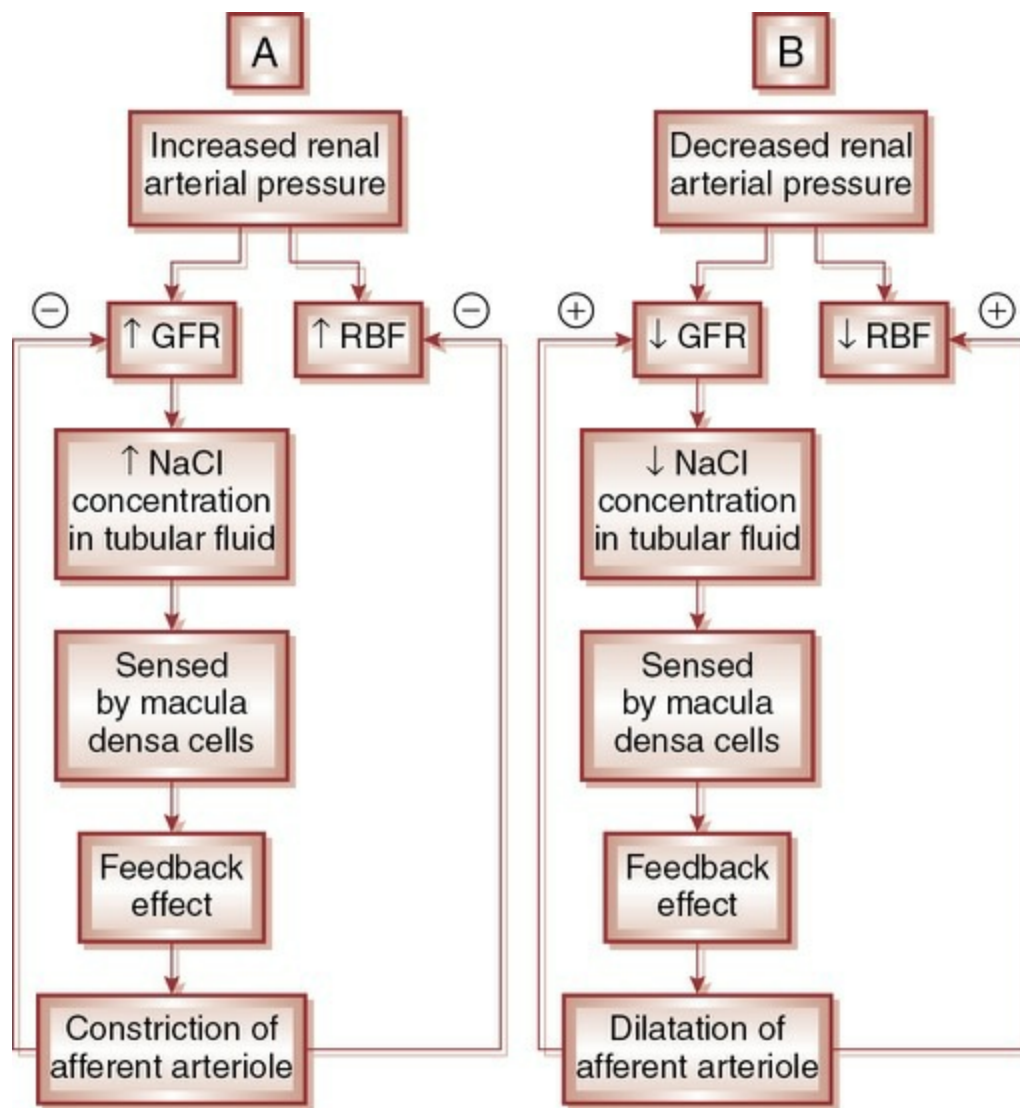 A
Increased renal
arterial pressure
−
↑ GFR
↑ RBF
−
↑ NaCl
concentration
in tubular fluid
Sensed
by macula
densa cells
Feedback
effect
Constriction of
afferent arteriole
B
Decreased renal
arterial pressure
+
↓ GFR
↓ RBF
+
↓ NaCl
concentration
in tubular fluid
Sensed
by macula
densa cells
Feedback
effect
Dilatation of
afferent arteriole